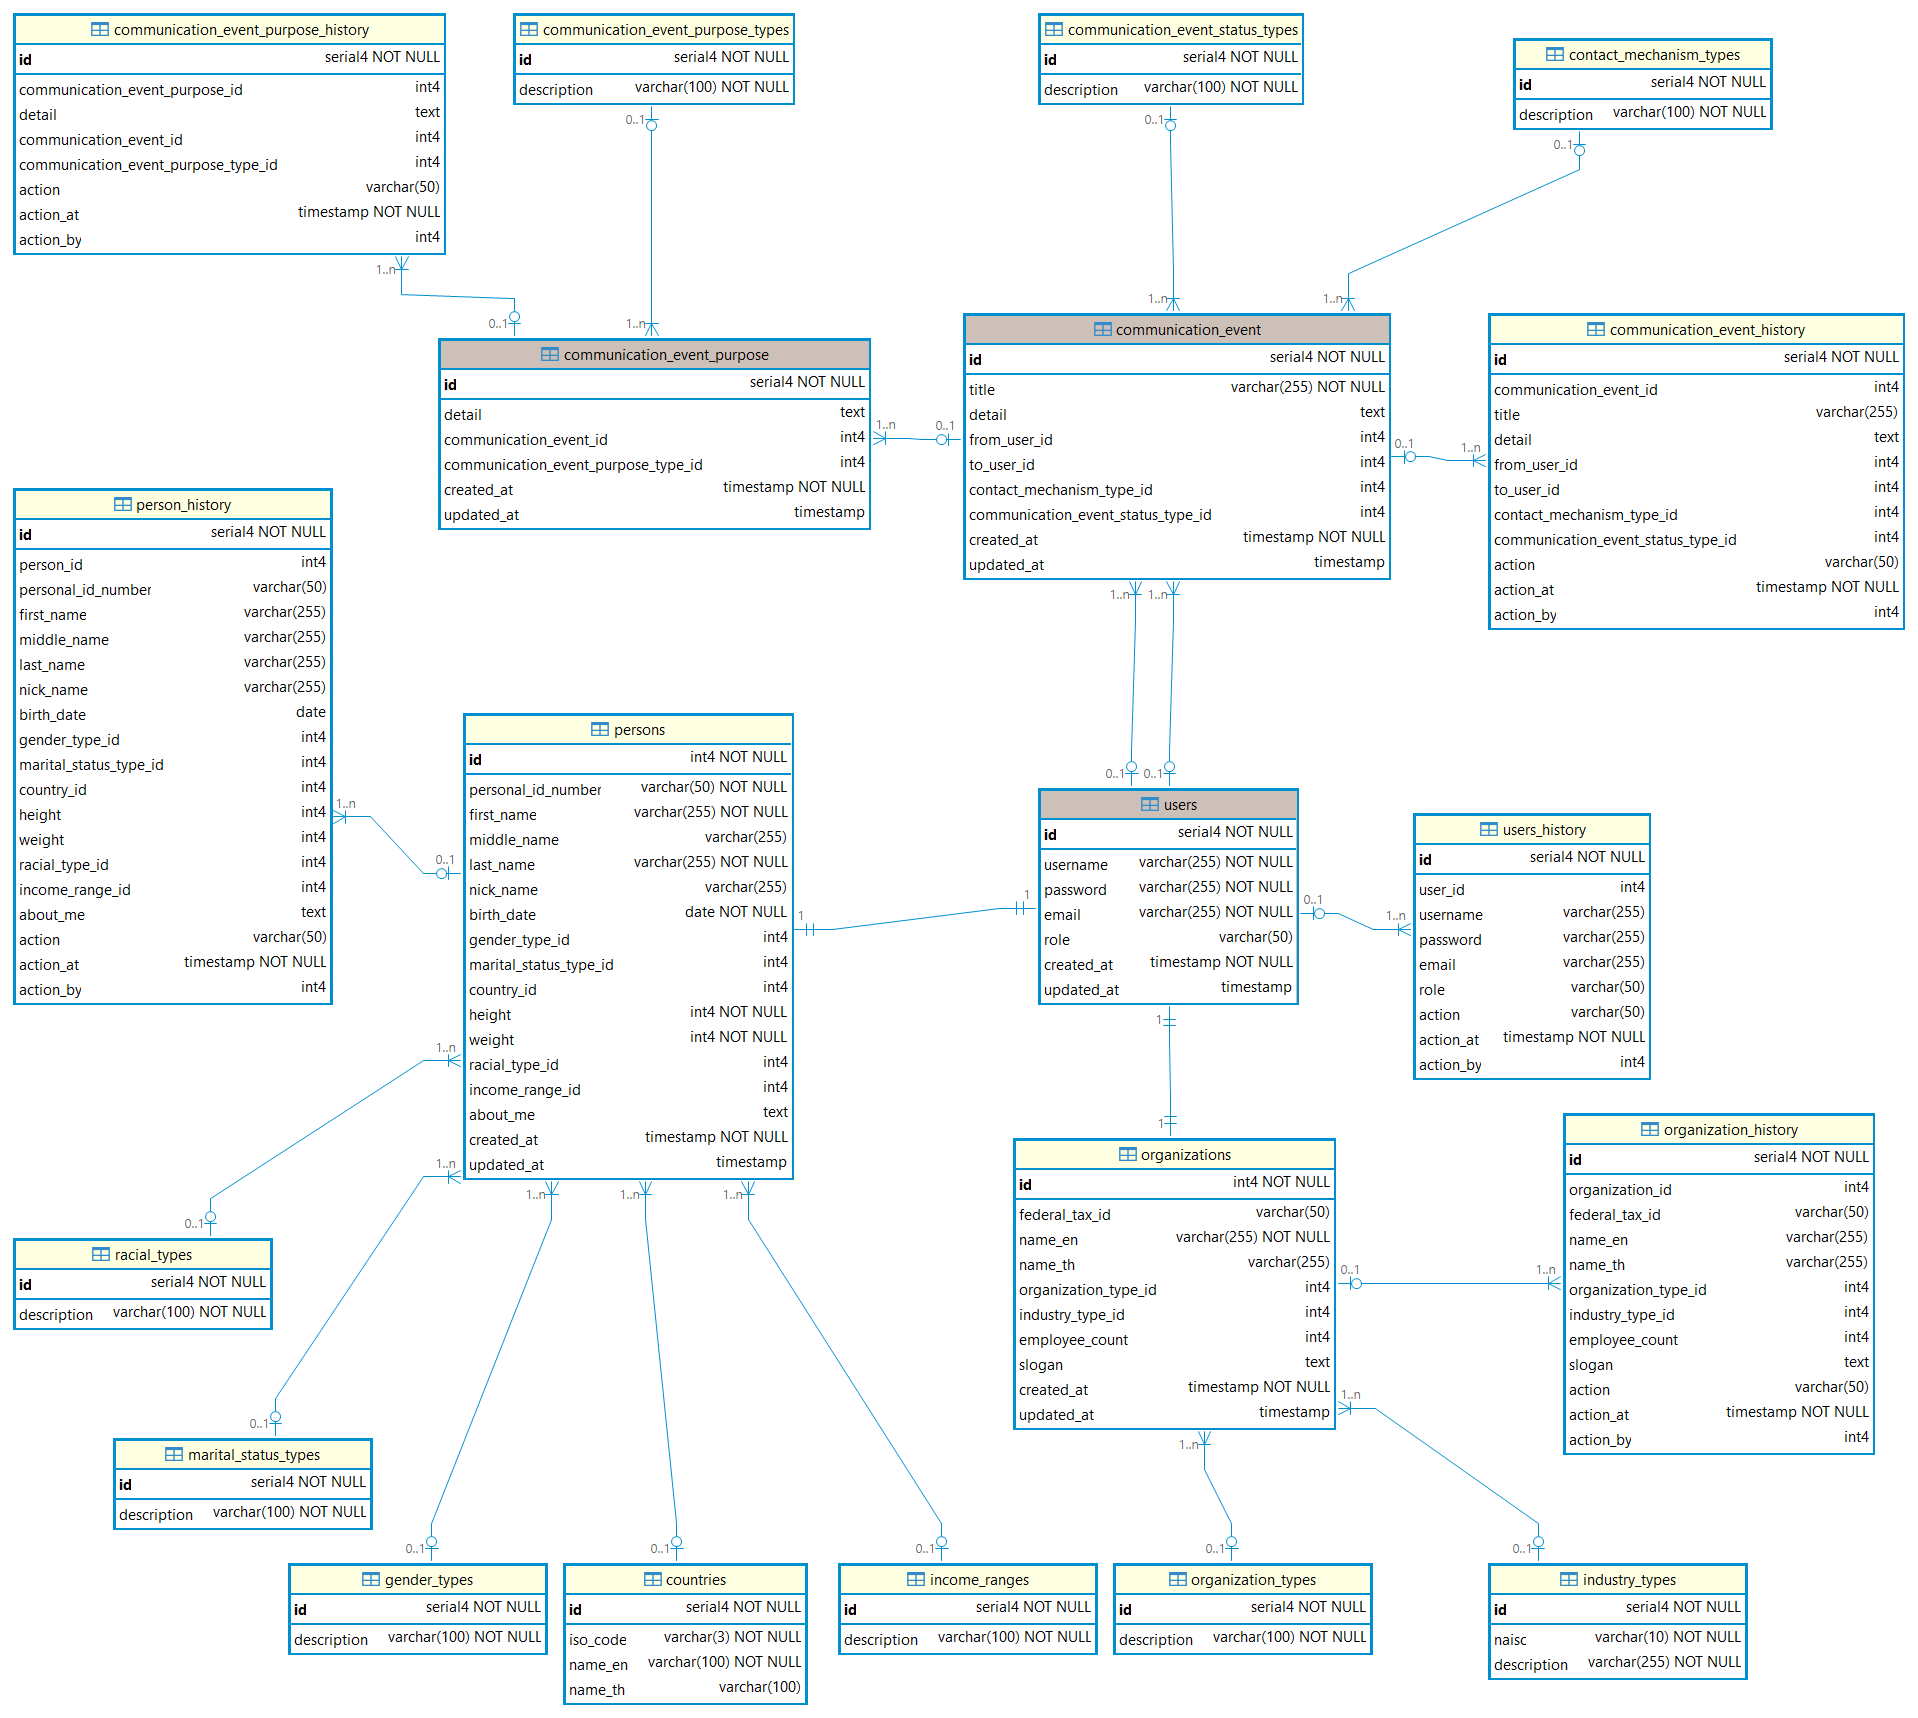 communication_event_purpose_history
id serial4 NOT NULL
communication_event_purpose_id int4
detail text
communication_event_id int4
communication_event_purpose_type_id int4
action varchar(50)
action_at timestamp NOT NULL
action_by int4
communication_event_purpose_types
id serial4 NOT NULL
description varchar(100) NOT NULL
communication_event_status_types
id serial4 NOT NULL
description varchar(100) NOT NULL
contact_mechanism_types
id serial4 NOT NULL
description varchar(100) NOT NULL
0..1
0..1
0..1
1..n
0..1
1..n
1..n
1..n
communication_event_purpose
id serial4 NOT NULL
detail text
communication_event_id int4
communication_event_purpose_type_id int4
created_at timestamp NOT NULL
updated_at timestamp
1..n
0..1
communication_event
id serial4 NOT NULL
title varchar(255) NOT NULL
detail text
from_user_id int4
to_user_id int4
contact_mechanism_type_id int4
communication_event_status_type_id int4
created_at timestamp NOT NULL
updated_at timestamp
0..1
1..n
communication_event_history
id serial4 NOT NULL
communication_event_id int4
title varchar(255)
detail text
from_user_id int4
to_user_id int4
contact_mechanism_type_id int4
communication_event_status_type_id int4
action varchar(50)
action_at timestamp NOT NULL
action_by int4
1..n
1..n
0..1
0..1
person_history
id serial4 NOT NULL
person_id int4
personal_id_number varchar(50)
first_name varchar(255)
middle_name varchar(255)
last_name varchar(255)
nick_name varchar(255)
birth_date date
gender_type_id int4
marital_status_type_id int4
country_id int4
height int4
weight int4
racial_type_id int4
income_range_id int4
about_me text
action varchar(50)
action_at timestamp NOT NULL
action_by int4
1..n
0..1
persons
id int4 NOT NULL
personal_id_number varchar(50) NOT NULL
first_name varchar(255) NOT NULL
middle_name varchar(255)
last_name varchar(255) NOT NULL
nick_name varchar(255)
birth_date date NOT NULL
gender_type_id int4
marital_status_type_id int4
country_id int4
height int4 NOT NULL
weight int4 NOT NULL
racial_type_id int4
income_range_id int4
about_me text
created_at timestamp NOT NULL
updated_at timestamp
1
1
users
id serial4 NOT NULL
username varchar(255) NOT NULL
password varchar(255) NOT NULL
email varchar(255) NOT NULL
role varchar(50)
created_at timestamp NOT NULL
updated_at timestamp
0..1
1..n
users_history
id serial4 NOT NULL
user_id int4
username varchar(255)
password varchar(255)
email varchar(255)
role varchar(50)
action varchar(50)
action_at timestamp NOT NULL
action_by int4
1
1
1..n
1..n
1..n
1..n
1..n
organizations
id int4 NOT NULL
federal_tax_id varchar(50)
name_en varchar(255) NOT NULL
name_th varchar(255)
organization_type_id int4
industry_type_id int4
employee_count int4
slogan text
created_at timestamp NOT NULL
updated_at timestamp
0..1
1..n
organization_history
id serial4 NOT NULL
organization_id int4
federal_tax_id varchar(50)
name_en varchar(255)
name_th varchar(255)
organization_type_id int4
industry_type_id int4
employee_count int4
slogan text
action varchar(50)
action_at timestamp NOT NULL
action_by int4
1..n
1..n
0..1
racial_types
id serial4 NOT NULL
description varchar(100) NOT NULL
0..1
marital_status_types
id serial4 NOT NULL
description varchar(100) NOT NULL
0..1
0..1
0..1
0..1
0..1
gender_types
id serial4 NOT NULL
description varchar(100) NOT NULL
countries
id serial4 NOT NULL
iso_code varchar(3) NOT NULL
name_en varchar(100) NOT NULL
name_th varchar(100)
income_ranges
id serial4 NOT NULL
description varchar(100) NOT NULL
organization_types
id serial4 NOT NULL
description varchar(100) NOT NULL
industry_types
id serial4 NOT NULL
naisc varchar(10) NOT NULL
description varchar(255) NOT NULL